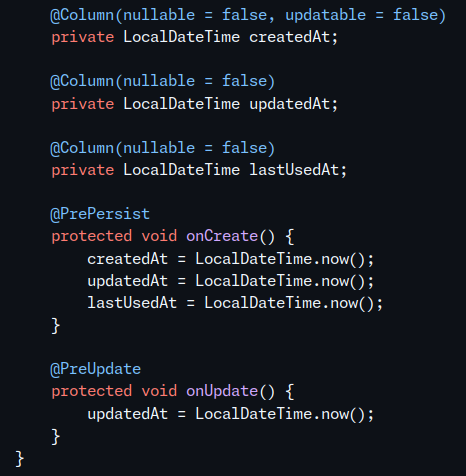 @Column(nullable = false, updatable = false)
private LocalDateTime createdAt;
@Column(nullable = false)
private LocalDateTime updatedAt;
@Column(nullable = false)
private LocalDateTime lastUsedAt;
@PrePersist
protected void onCreate() {
createdAt = LocalDateTime.now();
updatedAt = LocalDateTime.now();
lastUsedAt = LocalDateTime.now();
}
@PreUpdate
protected void onUpdate() {
updatedAt = LocalDateTime.now();
}
}